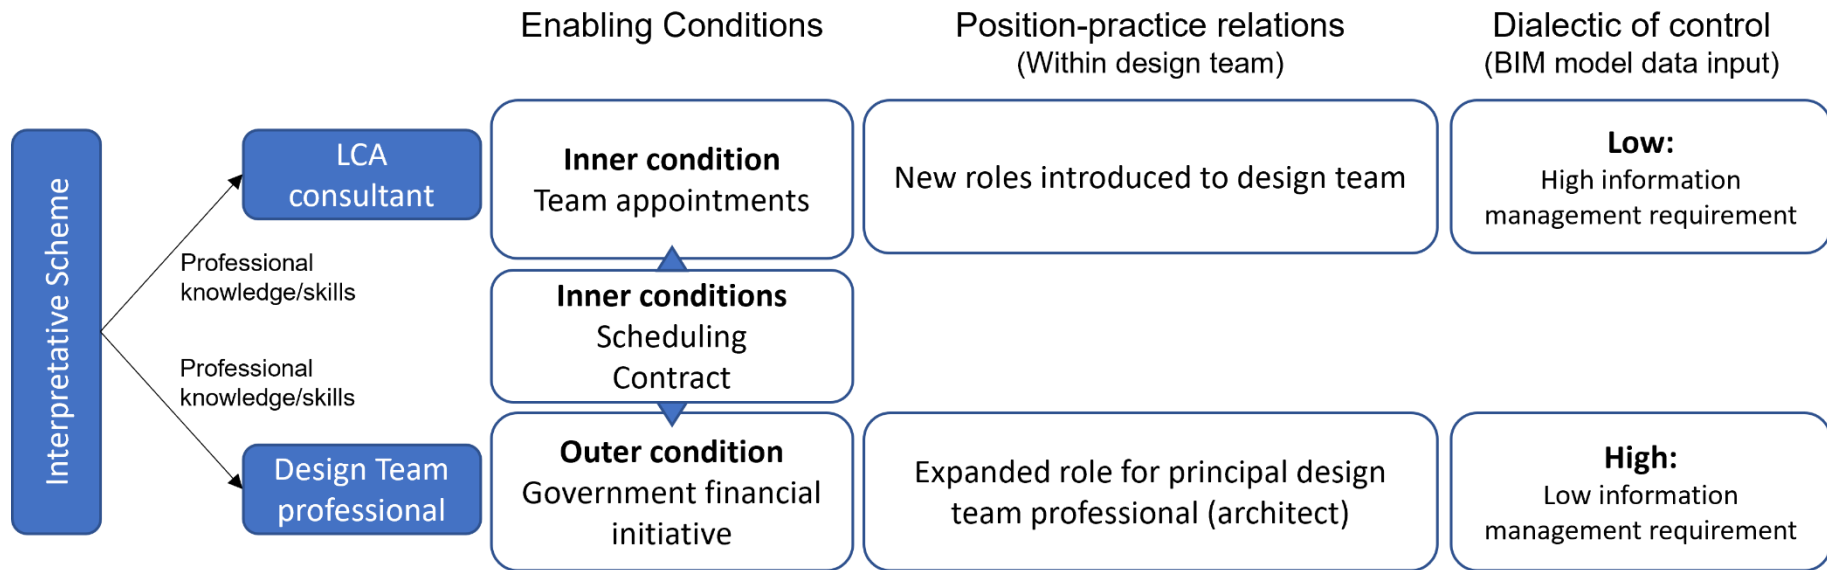 Enabling Conditions
Position-practice relations
(Within design team)
Dialectic of control
(BIM model data input)
Interpretative Scheme
LCA
consultant
Inner condition
Team appointments
New roles introduced to design team
Low:
High information
management requirement
Professional
knowledge/skills
Inner conditions
Scheduling
Contract
Professional
knowledge/skills
Design Team
professional
Outer condition
Government financial
initiative
Expanded role for principal design
team professional (architect)
High:
Low information
management requirement